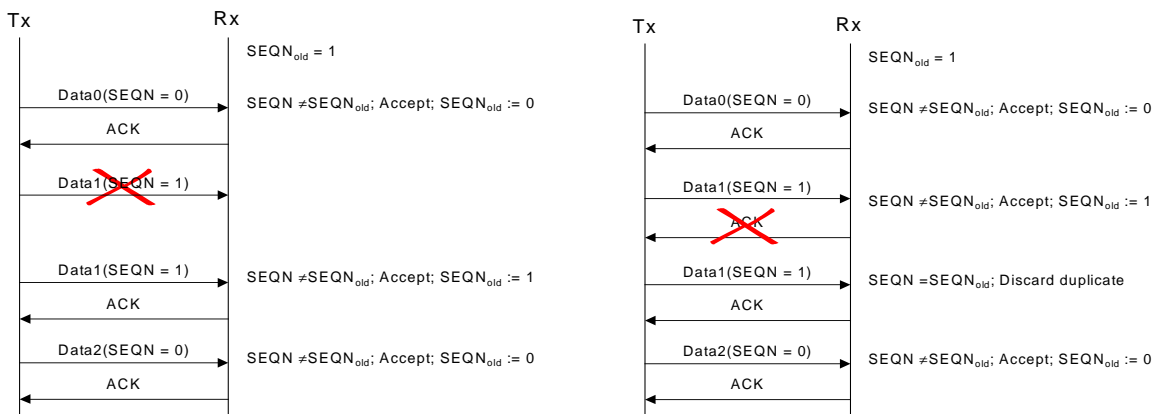 Tx
Rx
SEQNold = 1
Data0(SEQN = 0)
SEQN ≠SEQNold; Accept; SEQNold := 0
ACK
Data1(SEQN = 1)
Data1(SEQN = 1)
SEQN ≠SEQNold; Accept; SEQNold := 1
ACK
Data2(SEQN = 0)
SEQN ≠SEQNold; Accept; SEQNold := 0
ACK
Tx
Rx
SEQNold = 1
Data0(SEQN = 0)
SEQN ≠SEQNold; Accept; SEQNold := 0
ACK
Data1(SEQN = 1)
SEQN ≠SEQNold; Accept; SEQNold := 1
ACK
Data1(SEQN = 1)
SEQN =SEQNold; Discard duplicate
ACK
Data2(SEQN = 0)
SEQN ≠SEQNold; Accept; SEQNold := 0
ACK